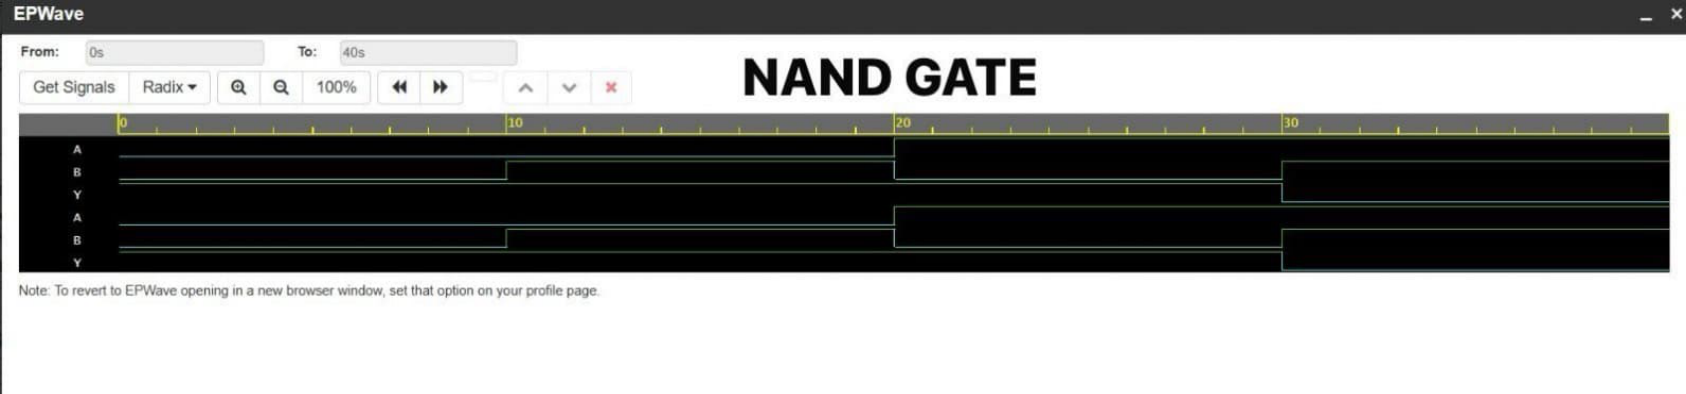 EPWave
From: 0s To: 40s
NAND GATE
Get Signals Radix 100%
0 10 20 30
A
B
Y
A
B
Y
Note: To revert to EPWave opening in a new browser window, set that option on your profile page.